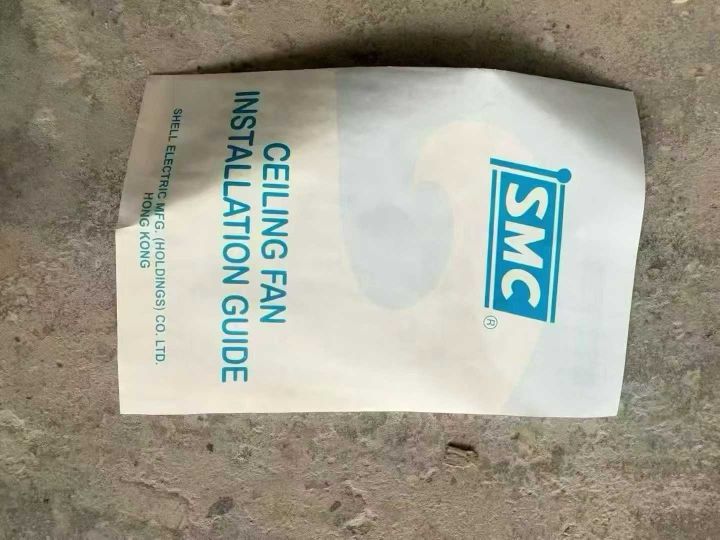 SMC
®
CEILING FAN
INSTALLATION GUIDE
SHELL ELECTRIC MFG. (HOLDINGS) CO. LTD.
HONG KONG